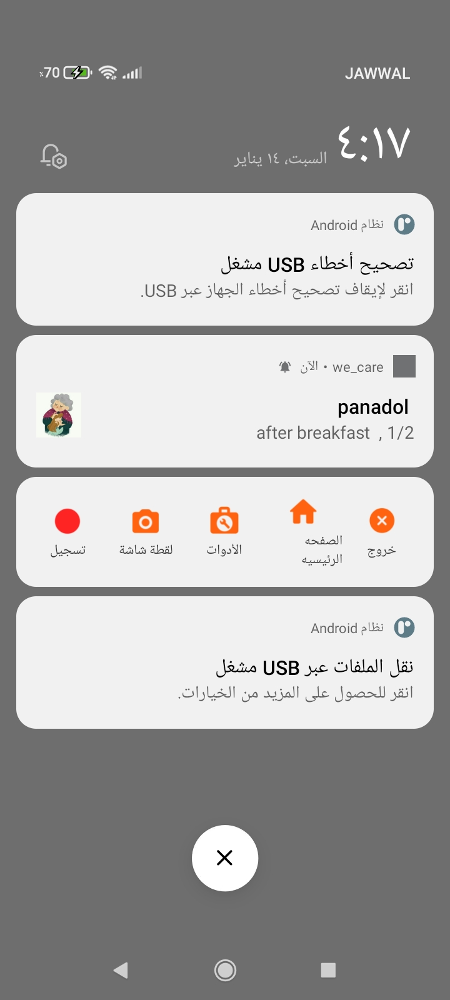 JAWWAL
٪70
٤:١٧
السبت، ١٤ يناير
نظام Android
تصحيح أخطاء USB مشغل
انقر لإيقاف تصحيح أخطاء الجهاز عبر USB.
we_care • الآن
panadol
after breakfast , 1/2
خروج
الصفحه
الرئيسيه
الأدوات
لقطة شاشة
تسجيل
نظام Android
نقل الملفات عبر USB مشغل
انقر للحصول على المزيد من الخيارات.